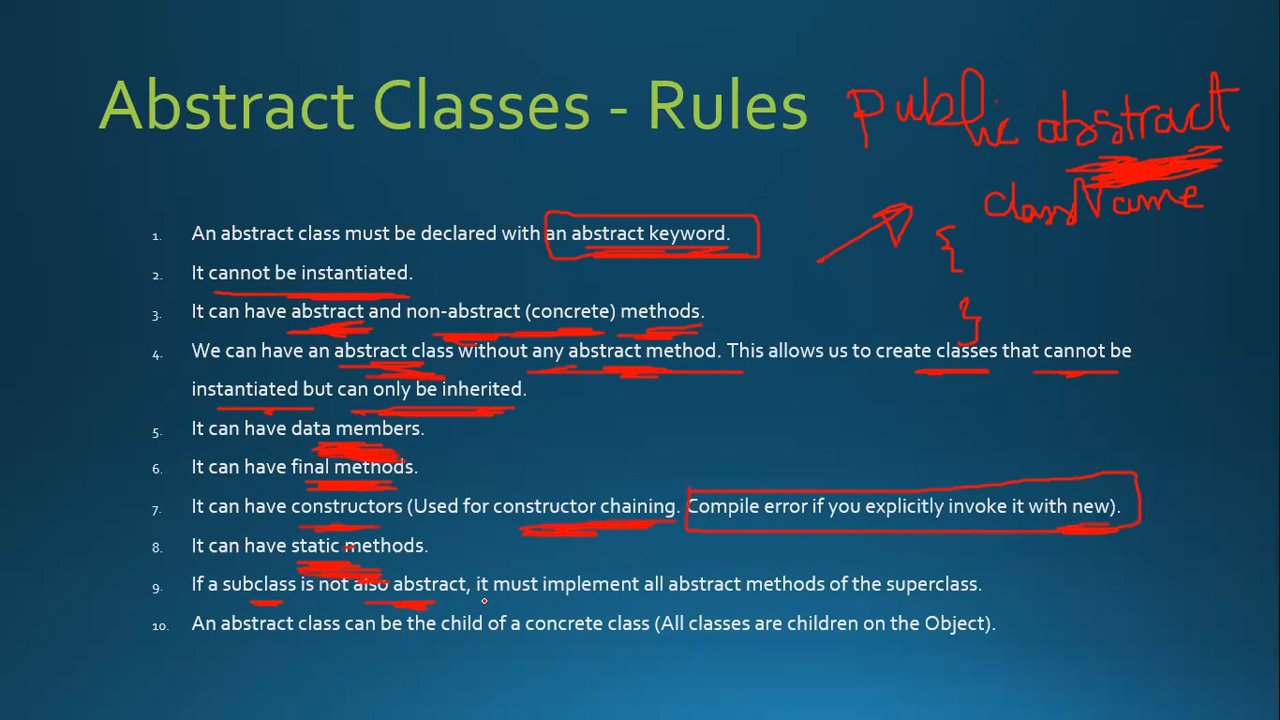 Abstract Classes - Rules
public abstract
className
{
}
1. An abstract class must be declared with an abstract keyword.
2. It cannot be instantiated.
3. It can have abstract and non-abstract (concrete) methods.
4. We can have an abstract class without any abstract method. This allows us to create classes that cannot be
instantiated but can only be inherited.
5. It can have data members.
6. It can have final methods.
7. It can have constructors (Used for constructor chaining. Compile error if you explicitly invoke it with new).
8. It can have static methods.
9. If a subclass is not also abstract, it must implement all abstract methods of the superclass.
10. An abstract class can be the child of a concrete class (All classes are children on the Object).